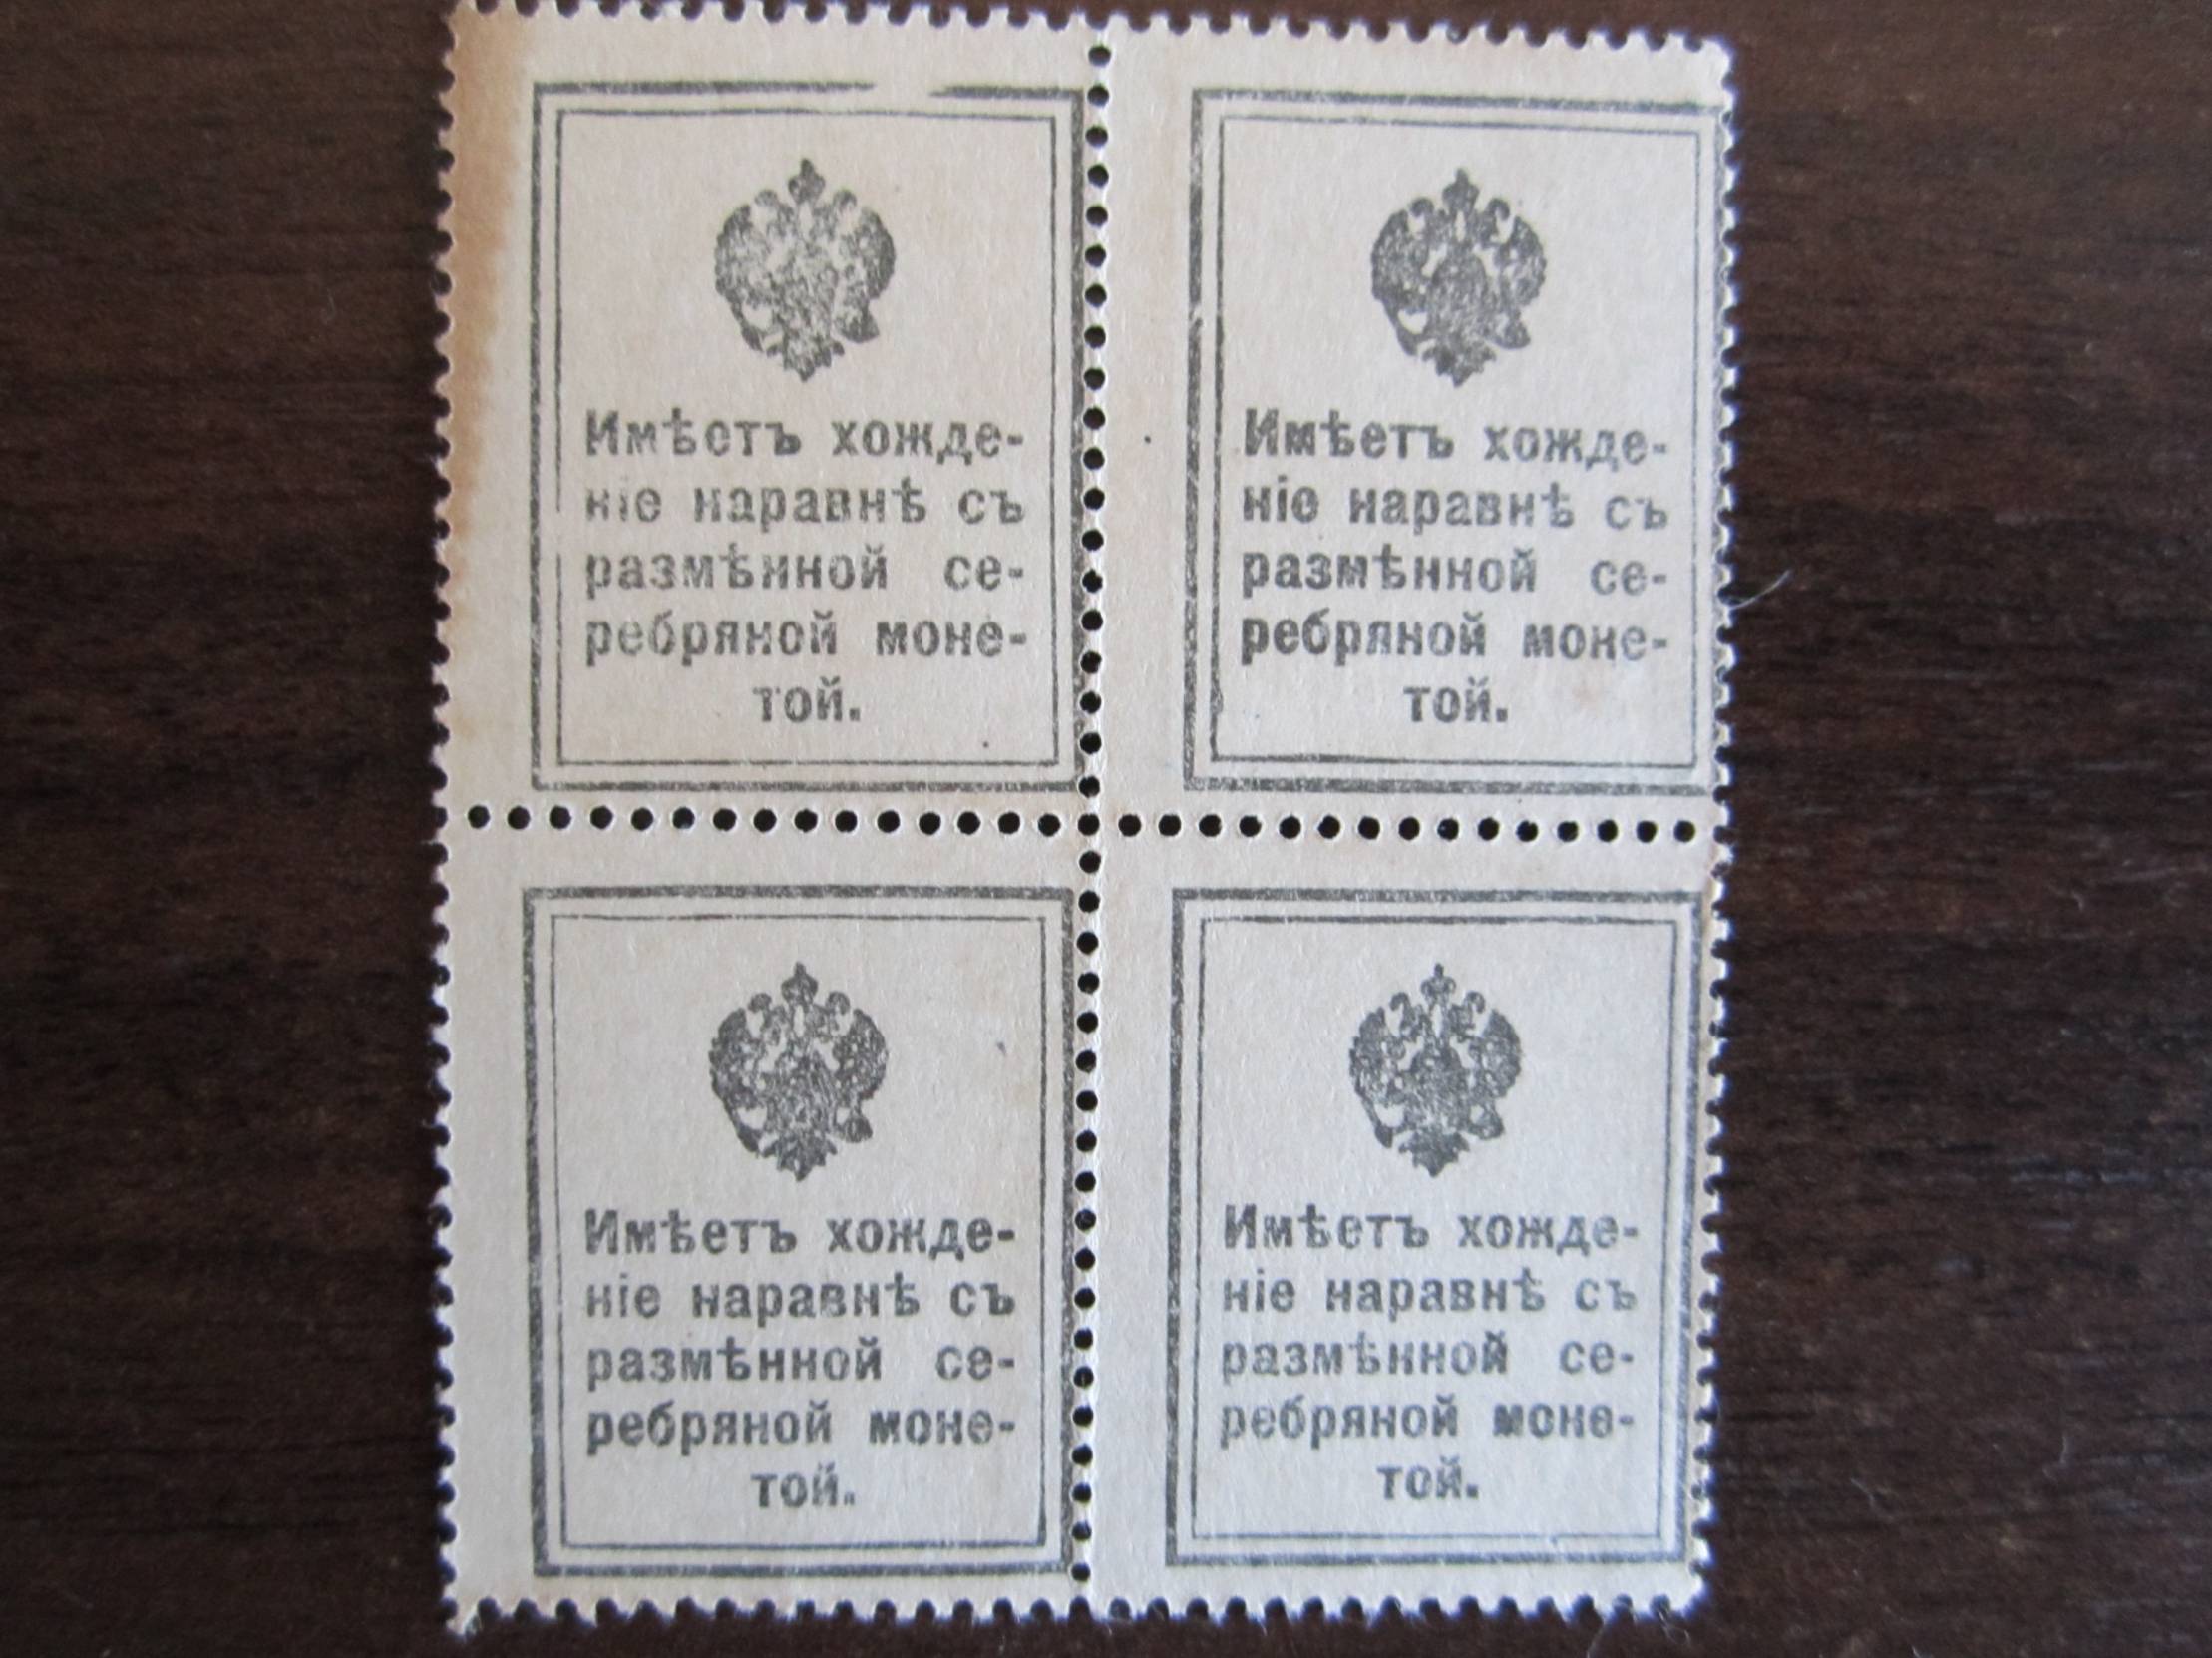 Имѣетъ хожде-
ніе наравнѣ съ
размѣнной се-
ребряной моне-
той.
Имѣетъ хожде-
ніе наравнѣ съ
размѣнной се-
ребряной моне-
той.
Имѣетъ хожде-
ніе наравнѣ съ
размѣнной се-
ребряной моне-
той.
Имѣетъ хожде-
ніе наравнѣ съ
размѣнной се-
ребряной моне-
той.